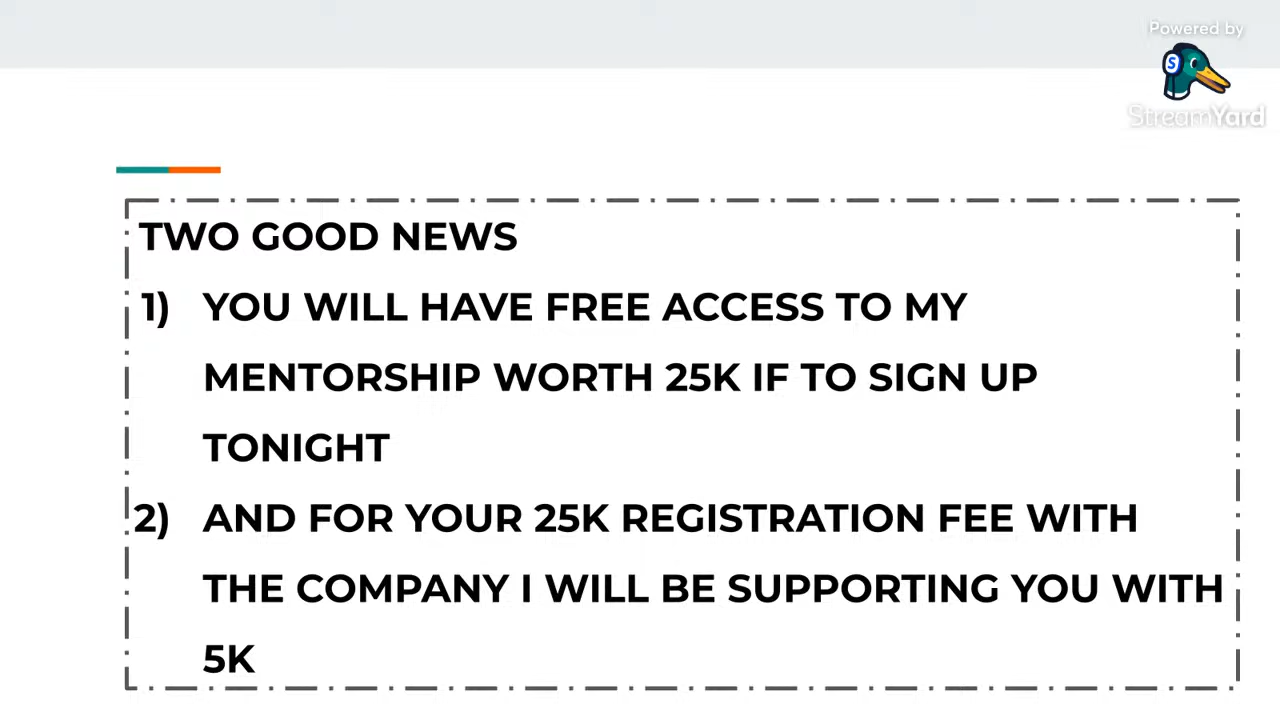 Powered by
StreamYard
TWO GOOD NEWS
1) YOU WILL HAVE FREE ACCESS TO MY
MENTORSHIP WORTH 25K IF TO SIGN UP
TONIGHT
2) AND FOR YOUR 25K REGISTRATION FEE WITH
THE COMPANY I WILL BE SUPPORTING YOU WITH
5K